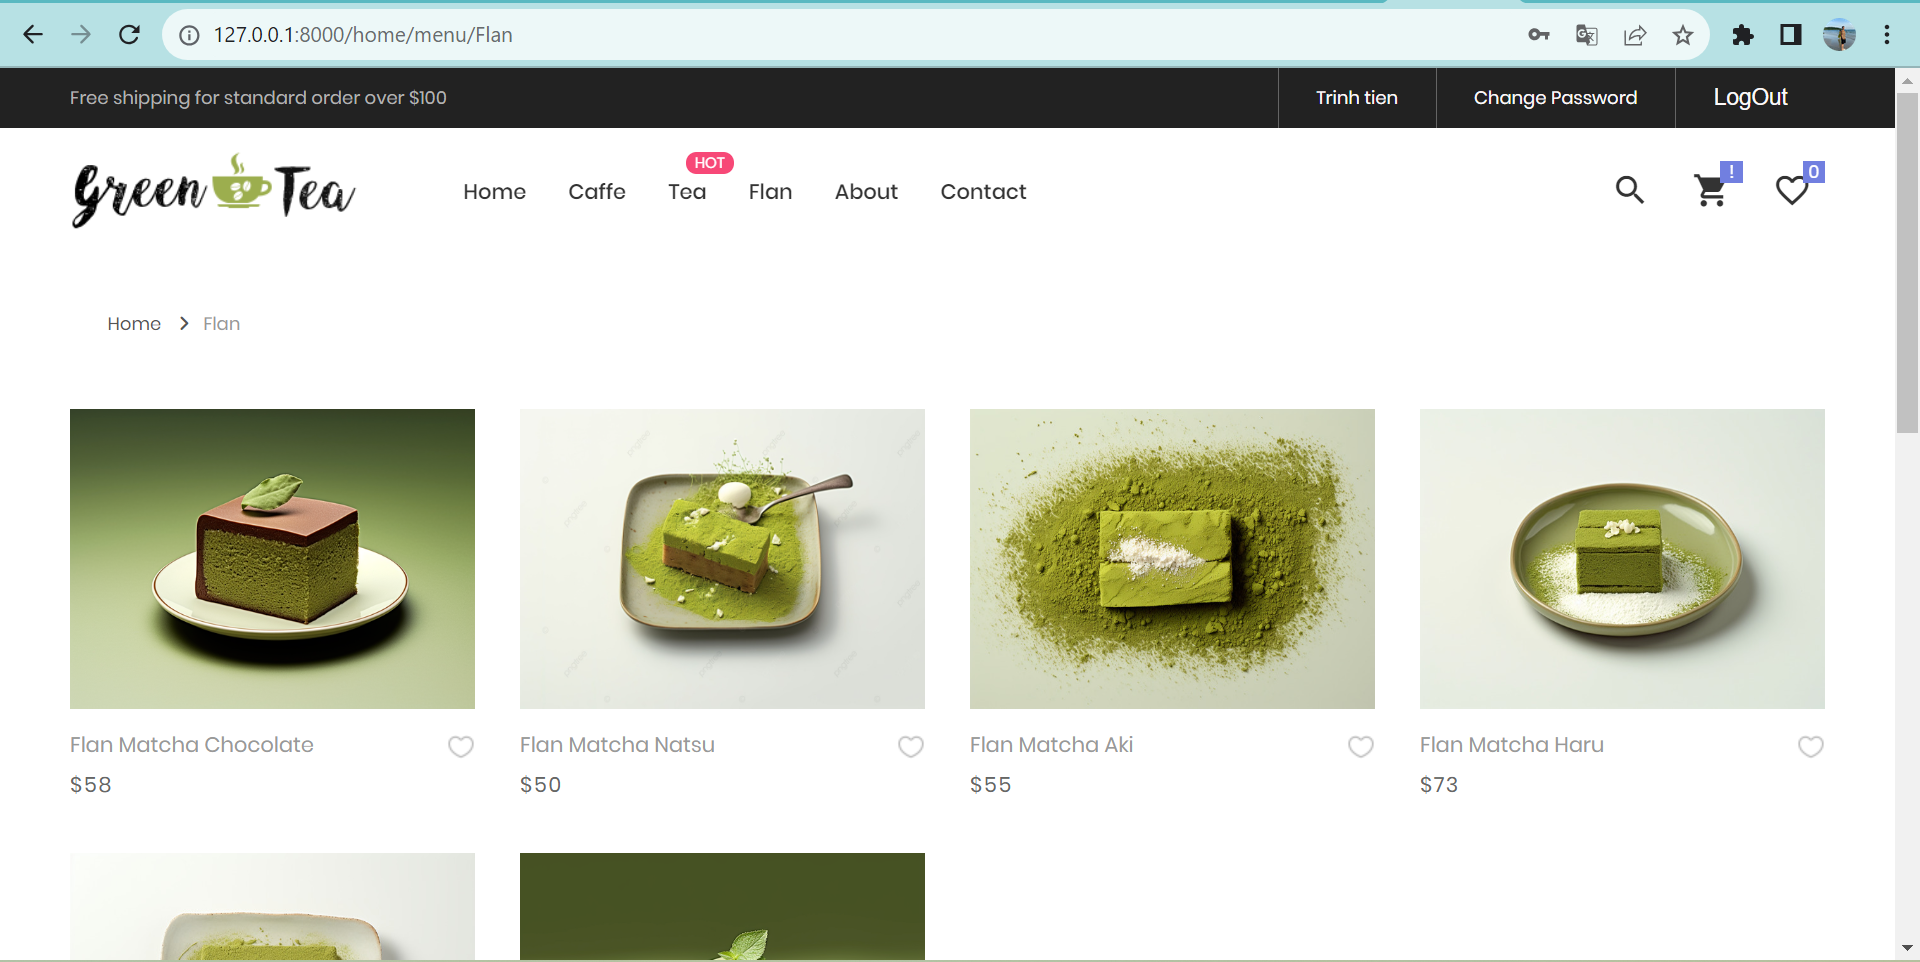 127.0.0.1:8000/home/menu/Flan
Free shipping for standard order over $100
Trinh tien
Change Password
LogOut
Green Tea
Home
Caffe
Tea
HOT
Flan
About
Contact
!
0
Home
Flan
Flan Matcha Chocolate
$58
Flan Matcha Natsu
$50
Flan Matcha Aki
$55
Flan Matcha Haru
$73